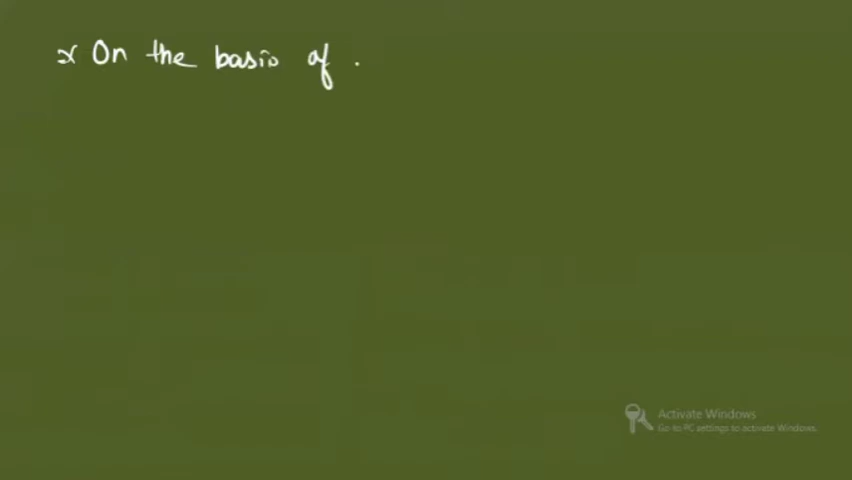 × On the basis of .
Activate Windows
Go to PC settings to activate Windows.